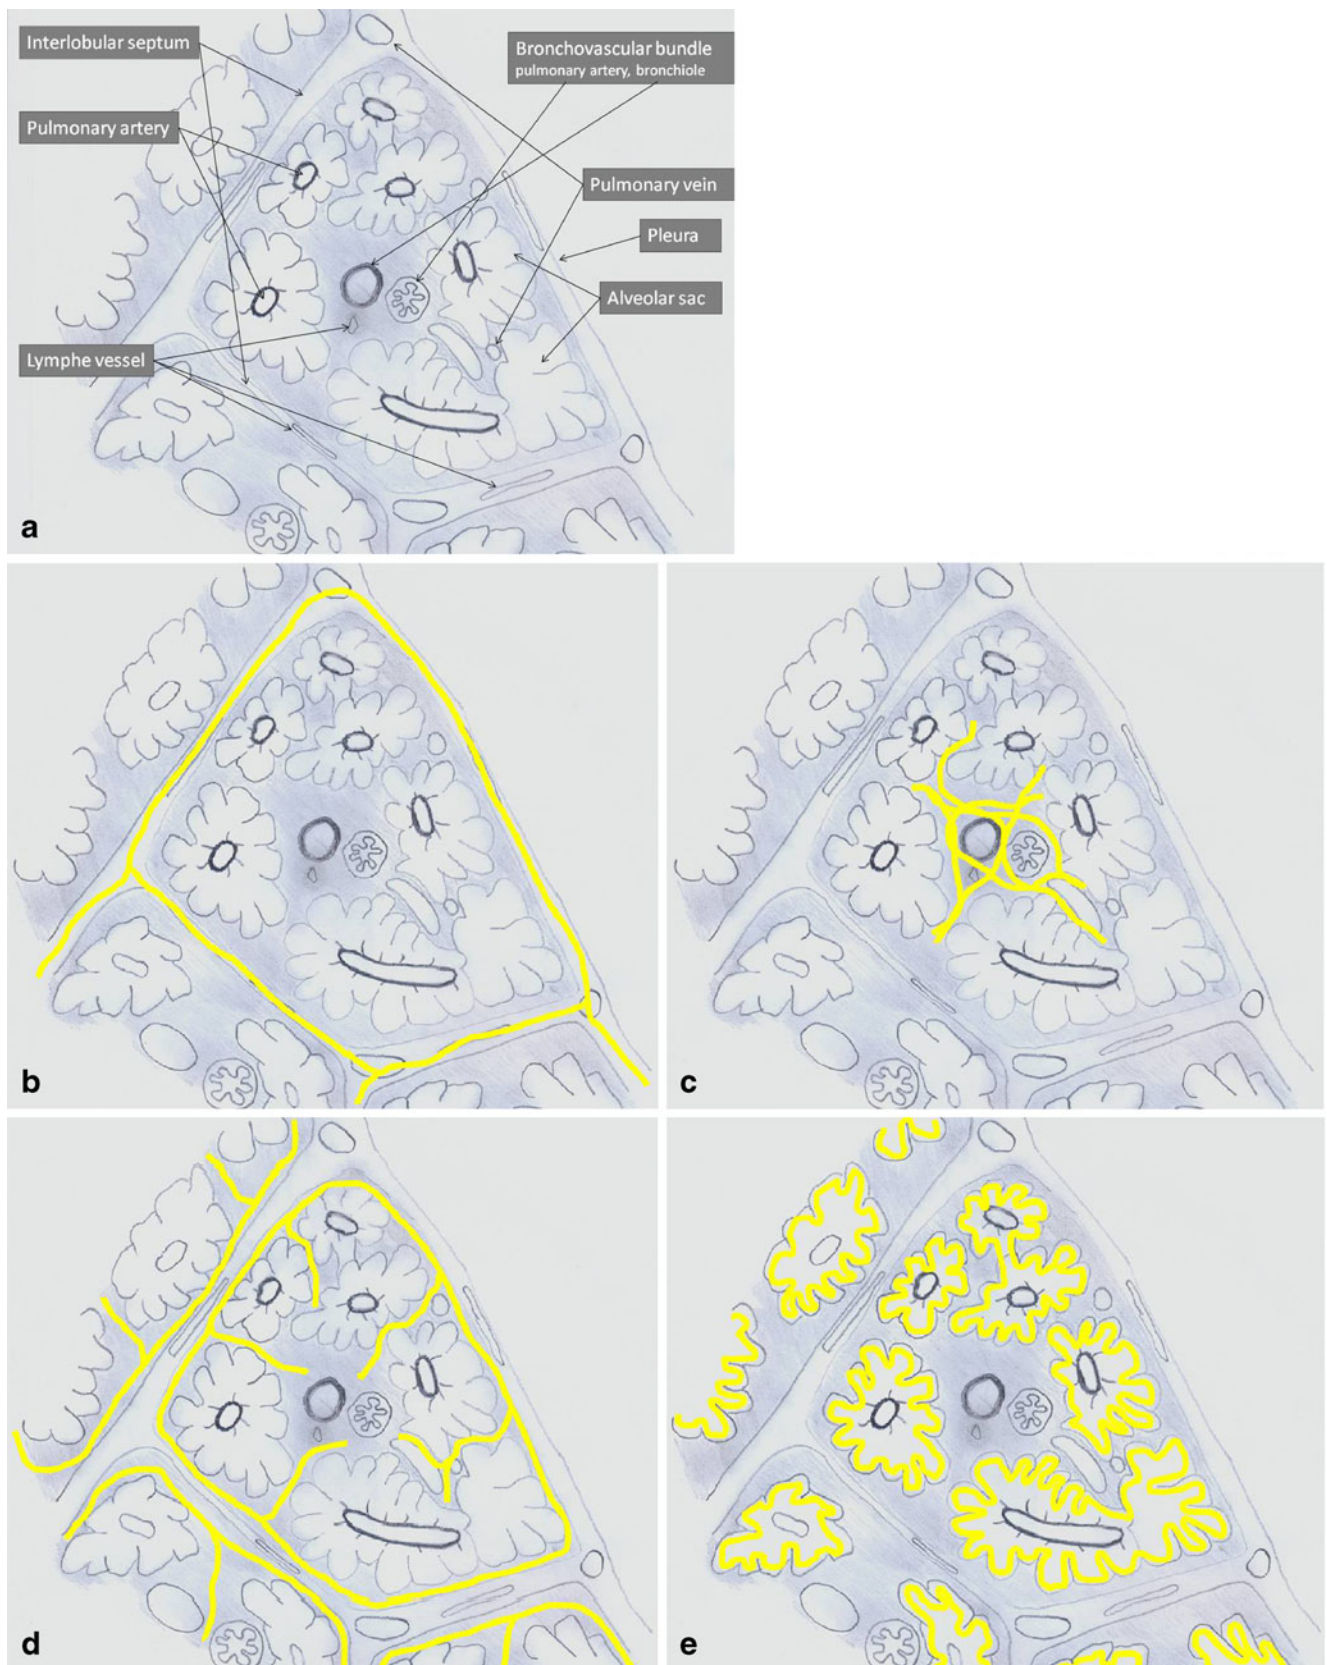 Interlobular septum
Bronchovascular bundle
pulmonary artery, bronchiole
Pulmonary artery
Pulmonary vein
Pleura
Alveolar sac
Lymphe vessel
a
b
c
d
e